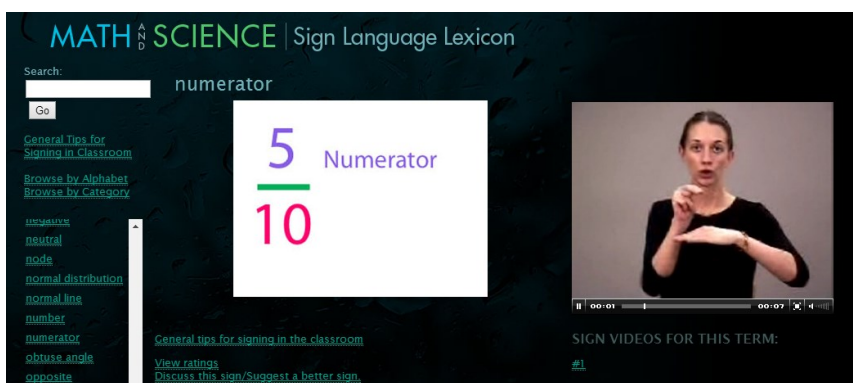 MATH AND SCIENCE | Sign Language Lexicon
Search:
numerator
Go
General Tips for
Signing in Classroom
Browse by Alphabet
Browse by Category
negative
neutral
node
normal distribution
normal line
number
numerator
obtuse angle
opposite
5 Numerator
10
General tips for signing in the classroom
View ratings
Discuss this sign/Suggest a better sign.
00:01 00:07
SIGN VIDEOS FOR THIS TERM:
#1